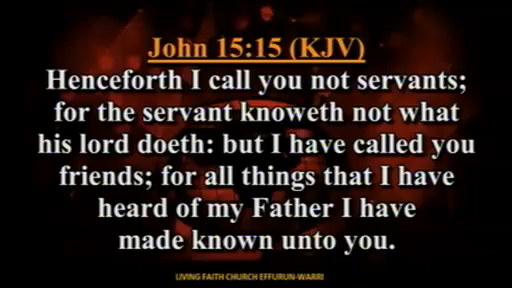 John 15:15 (KJV)
Henceforth I call you not servants;
for the servant knoweth not what
his lord doeth: but I have called you
friends; for all things that I have
heard of my Father I have
made known unto you.
LIVING FAITH CHURCH EFFURUN-WARRI